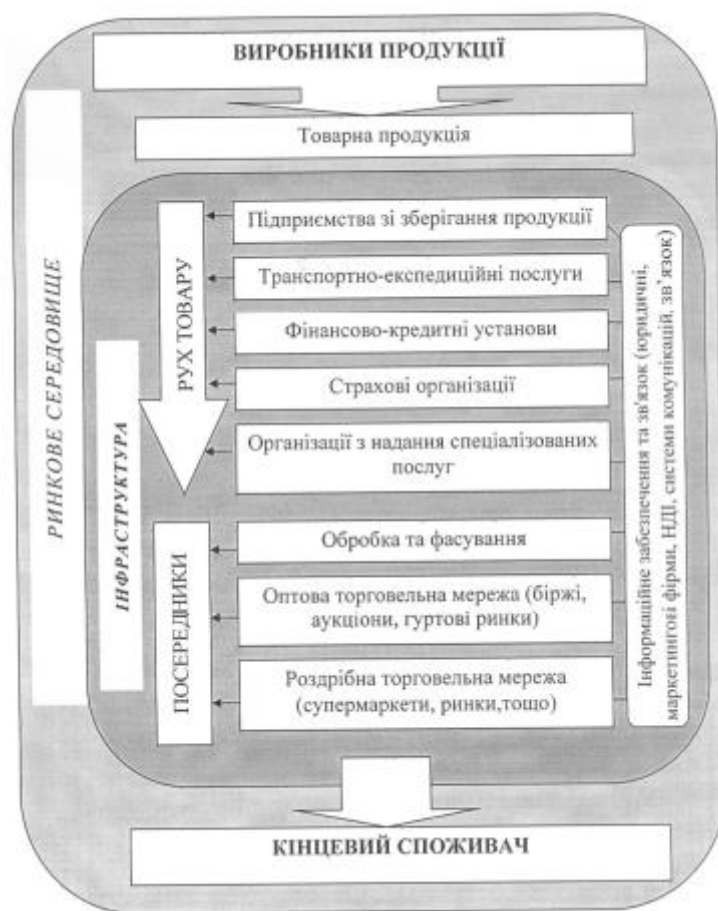 ВИРОБНИКИ ПРОДУКЦІЇ
Товарна продукція
РИНКОВЕ СЕРЕДОВИЩЕ
ІНФРАСТРУКТУРА
РУХ ТОВАРУ
Підприємства зі зберігання продукції
Транспортно-експедиційні послуги
Фінансово-кредитні установи
Страхові організації
Організації з надання спеціалізованих
послуг
ПОСЕРЕДНИКИ
Обробка та фасування
Оптова торговельна мережа (біржі,
аукціони, гуртові ринки)
Роздрібна торговельна мережа
(супермаркети, ринки,тощо)
Інформаційне забезпечення та зв'язок (юридичні,
маркетингові фірми, НДІ, системи комунікацій, зв`язок)
КІНЦЕВИЙ СПОЖИВАЧ